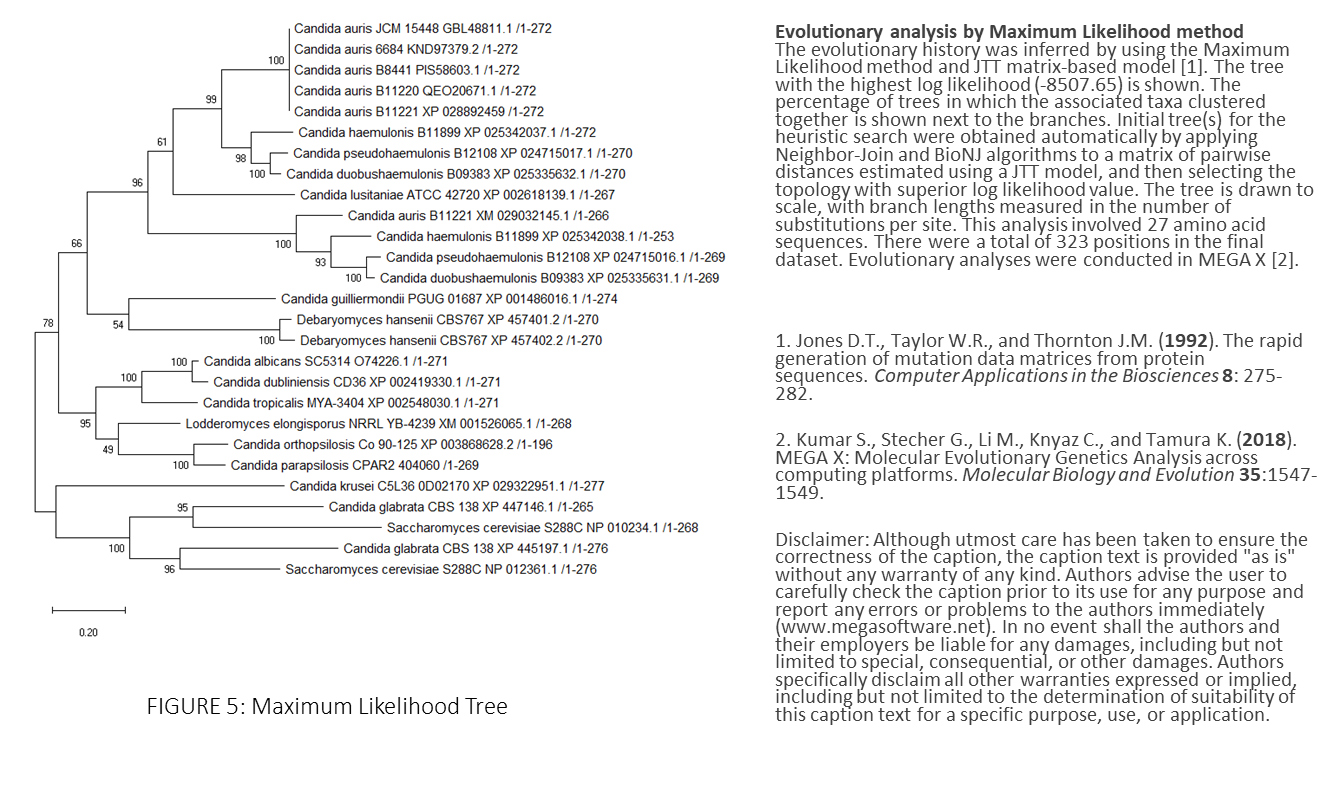 Candida auris JCM 15448 GBL48811.1 /1-272
Candida auris 6684 KND97379.2 /1-272
100
Candida auris B8441 PIS58603.1 /1-272
Candida auris B11220 QEO20671.1 /1-272
99
Candida auris B11221 XP 028892459 /1-272
Candida haemulonis B11899 XP 025342037.1 /1-272
61
98
Candida pseudohaemulonis B12108 XP 024715017.1 /1-270
100
Candida duobushaemulonis B09383 XP 025335632.1 /1-270
96
Candida lusitaniae ATCC 42720 XP 002618139.1 /1-267
Candida auris B11221 XM 029032145.1 /1-266
100
Candida haemulonis B11899 XP 025342038.1 /1-253
66
93
Candida pseudohaemulonis B12108 XP 024715016.1 /1-269
100
Candida duobushaemulonis B09383 XP 025335631.1 /1-269
Candida guilliermondii PGUG 01687 XP 001486016.1 /1-274
78
54
Debaryomyces hansenii CBS767 XP 457401.2 /1-270
100
Debaryomyces hansenii CBS767 XP 457402.2 /1-270
100
Candida albicans SC5314 O74226.1 /1-271
100
Candida dubliniensis CD36 XP 002419330.1 /1-271
Candida tropicalis MYA-3404 XP 002548030.1 /1-271
95
Lodderomyces elongisporus NRRL YB-4239 XM 001526065.1 /1-268
49
Candida orthopsilosis Co 90-125 XP 003868628.2 /1-196
100
Candida parapsilosis CPAR2 404060 /1-269
Candida krusei C5L36 0D02170 XP 029322951.1 /1-277
95
Candida glabrata CBS 138 XP 447146.1 /1-265
Saccharomyces cerevisiae S288C NP 010234.1 /1-268
100
Candida glabrata CBS 138 XP 445197.1 /1-276
96
Saccharomyces cerevisiae S288C NP 012361.1 /1-276
0.20
FIGURE 5: Maximum Likelihood Tree
Evolutionary analysis by Maximum Likelihood method
The evolutionary history was inferred by using the Maximum
Likelihood method and JTT matrix-based model [1]. The tree
with the highest log likelihood (-8507.65) is shown. The
percentage of trees in which the associated taxa clustered
together is shown next to the branches. Initial tree(s) for the
heuristic search were obtained automatically by applying
Neighbor-Join and BioNJ algorithms to a matrix of pairwise
distances estimated using a JTT model, and then selecting the
topology with superior log likelihood value. The tree is drawn to
scale, with branch lengths measured in the number of
substitutions per site. This analysis involved 27 amino acid
sequences. There were a total of 323 positions in the final
dataset. Evolutionary analyses were conducted in MEGA X [2].
1. Jones D.T., Taylor W.R., and Thornton J.M. (1992). The rapid
generation of mutation data matrices from protein
sequences. Computer Applications in the Biosciences 8: 275-
282.
2. Kumar S., Stecher G., Li M., Knyaz C., and Tamura K. (2018).
MEGA X: Molecular Evolutionary Genetics Analysis across
computing platforms. Molecular Biology and Evolution 35:1547-
1549.
Disclaimer: Although utmost care has been taken to ensure the
correctness of the caption, the caption text is provided "as is"
without any warranty of any kind. Authors advise the user to
carefully check the caption prior to its use for any purpose and
report any errors or problems to the authors immediately
(www.megasoftware.net). In no event shall the authors and
their employers be liable for any damages, including but not
limited to special, consequential, or other damages. Authors
specifically disclaim all other warranties expressed or implied,
including but not limited to the determination of suitability of
this caption text for a specific purpose, use, or application.